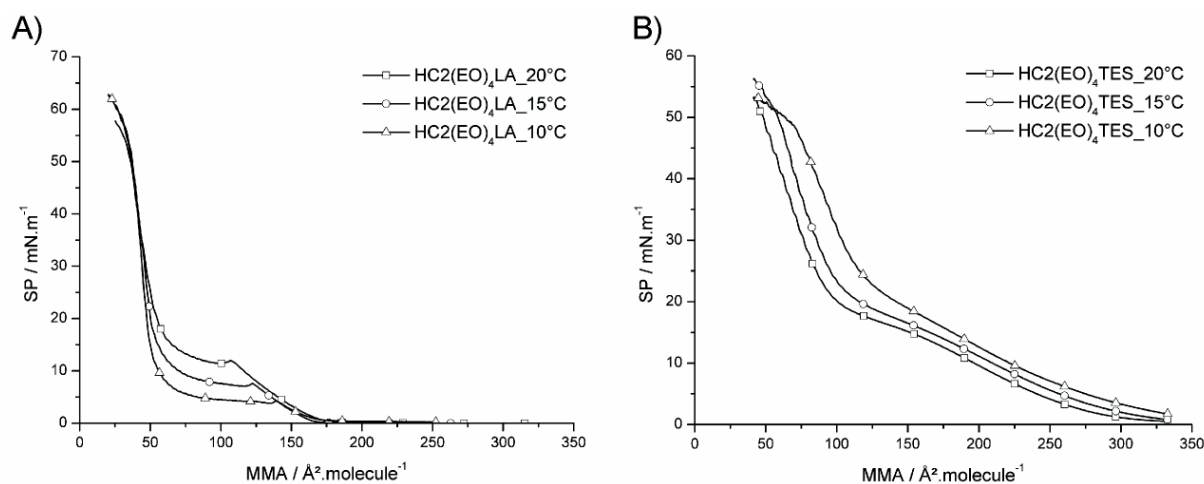 A)
70
60
50
40
30
20
10
0
SP / mN.m⁻¹
0 50 100 150 200 250 300 350
MMA / Å².molecule⁻¹
HC2(EO)₄LA_20°C
HC2(EO)₄LA_15°C
HC2(EO)₄LA_10°C
B)
60
50
40
30
20
10
0
SP / mN.m⁻¹
0 50 100 150 200 250 300 350
MMA / Å².molecule⁻¹
HC2(EO)₄TES_20°C
HC2(EO)₄TES_15°C
HC2(EO)₄TES_10°C